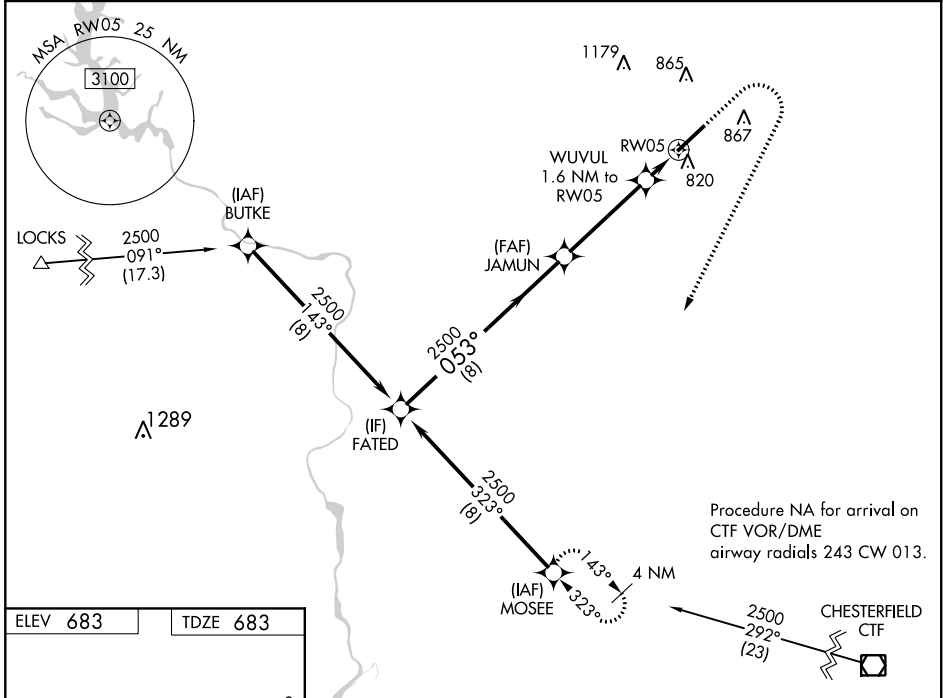 MSA RW05 25 NM
3100
1179
865
867
RW05
820
WUVUL
1.6 NM to
RW05
(IAF)
BUTKE
LOCKS
2500
091°
(17.3)
(FAF)
JAMUN
2500
143°
(8)
2500
053°
(8)
1289
(IF)
FATED
2500
323°
(8)
Procedure NA for arrival on
CTF VOR/DME
airway radials 243 CW 013.
143°
4 NM
323°
(IAF)
MOSEE
2500
292°
(23)
CHESTERFIELD
CTF
ELEV 683
TDZE 683